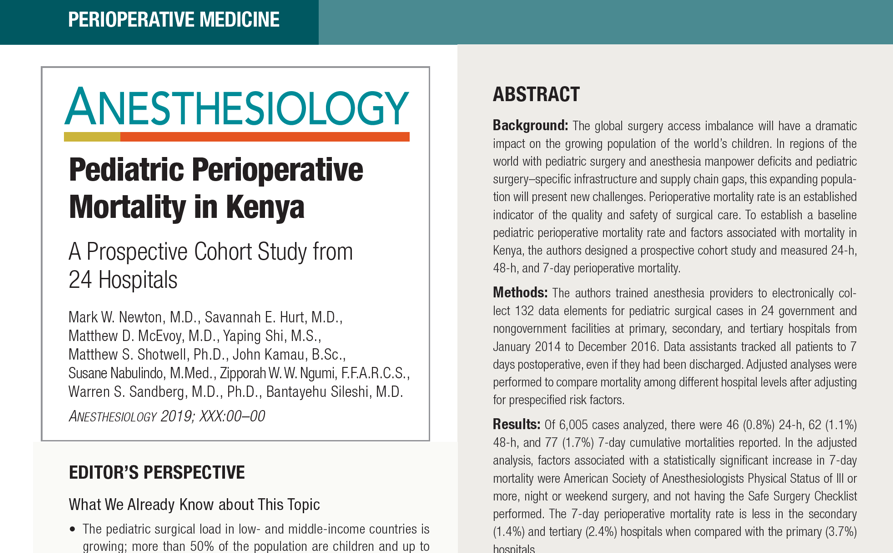 PERIOPERATIVE MEDICINE
ANESTHESIOLOGY
Pediatric Perioperative
Mortality in Kenya
A Prospective Cohort Study from
24 Hospitals
Mark W. Newton, M.D., Savannah E. Hurt, M.D.,
Matthew D. McEvoy, M.D., Yaping Shi, M.S.,
Matthew S. Shotwell, Ph.D., John Kamau, B.Sc.,
Susane Nabulindo, M.Med., Zipporah W. W. Ngumi, F.F.A.R.C.S.,
Warren S. Sandberg, M.D., Ph.D., Bantayehu Sileshi, M.D.
ANESTHESIOLOGY 2019; XXX:00–00
EDITOR'S PERSPECTIVE
What We Already Know about This Topic
• The pediatric surgical load in low- and middle-income countries is
growing; more than 50% of the population are children and up to
ABSTRACT
Background: The global surgery access imbalance will have a dramatic
impact on the growing population of the world's children. In regions of the
world with pediatric surgery and anesthesia manpower deficits and pediatric
surgery–specific infrastructure and supply chain gaps, this expanding popula-
tion will present new challenges. Perioperative mortality rate is an established
indicator of the quality and safety of surgical care. To establish a baseline
pediatric perioperative mortality rate and factors associated with mortality in
Kenya, the authors designed a prospective cohort study and measured 24-h,
48-h, and 7-day perioperative mortality.
Methods: The authors trained anesthesia providers to electronically col-
lect 132 data elements for pediatric surgical cases in 24 government and
nongovernment facilities at primary, secondary, and tertiary hospitals from
January 2014 to December 2016. Data assistants tracked all patients to 7
days postoperative, even if they had been discharged. Adjusted analyses were
performed to compare mortality among different hospital levels after adjusting
for prespecified risk factors.
Results: Of 6,005 cases analyzed, there were 46 (0.8%) 24-h, 62 (1.1%)
48-h, and 77 (1.7%) 7-day cumulative mortalities reported. In the adjusted
analysis, factors associated with a statistically significant increase in 7-day
mortality were American Society of Anesthesiologists Physical Status of III or
more, night or weekend surgery, and not having the Safe Surgery Checklist
performed. The 7-day perioperative mortality rate is less in the secondary
(1.4%) and tertiary (2.4%) hospitals when compared with the primary (3.7%)
hospitals.